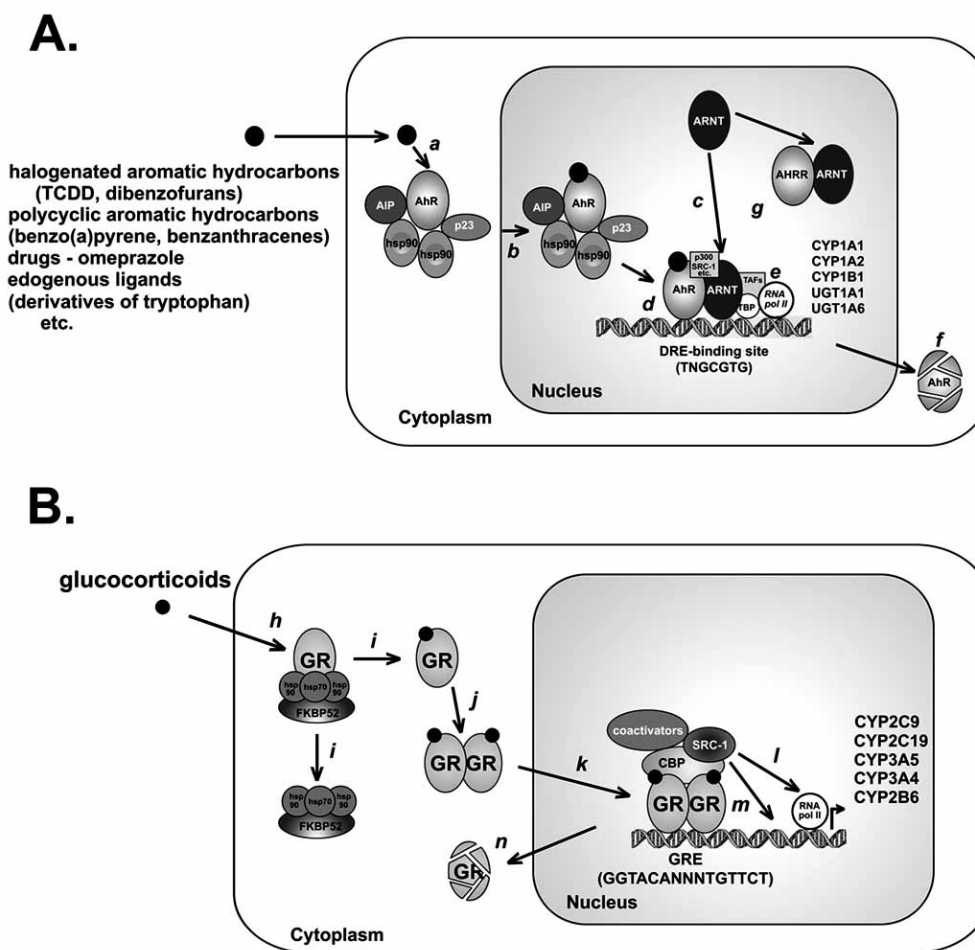 A.
halogenated aromatic hydrocarbons
(TCDD, dibenzofurans)
polycyclic aromatic hydrocarbons
(benzo(a)pyrene, benzanthracenes)
drugs - omeprazole
edogenous ligands
(derivatives of tryptophan)
etc.
a
AIP
AhR
p23
hsp90
hsp90
b
AIP
AhR
p23
hsp90
hsp90
ARNT
c
g
AHRR
ARNT
d
p300
SRC-1
etc.
AhR
ARNT
TAFs
e
TBP
RNA
pol II
CYP1A1
CYP1A2
CYP1B1
UGT1A1
UGT1A6
DRE-binding site
(TNGCGTG)
f
AhR
Nucleus
Cytoplasm
B.
glucocorticoids
h
GR
hsp
90
hsp70
hsp
90
FKBP52
i
GR
i
hsp
90
hsp70
hsp
90
FKBP52
j
GR
GR
k
coactivators
SRC-1
CBP
GR
GR
l
m
RNA
pol II
CYP2C9
CYP2C19
CYP3A5
CYP3A4
CYP2B6
n
GR
GRE
(GGTACANNNTGTTCT)
Nucleus
Cytoplasm